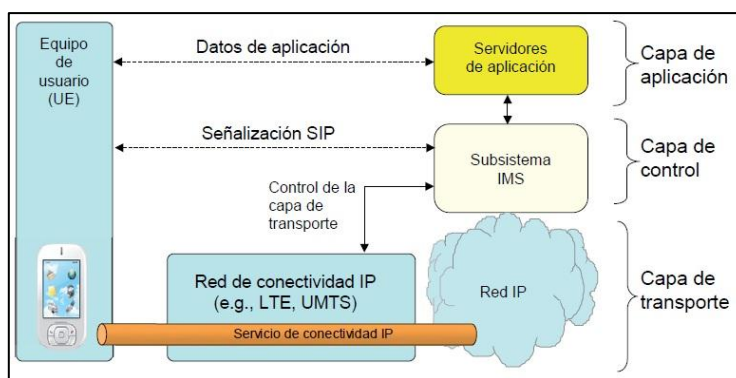 Equipo
de
usuario
(UE)
Datos de aplicación
Servidores
de aplicación
Capa de
aplicación
Señalización SIP
Subsistema
IMS
Capa de
control
Control de la
capa de
transporte
Red de conectividad IP
(e.g., LTE, UMTS)
Red IP
Capa de
transporte
Servicio de conectividad IP